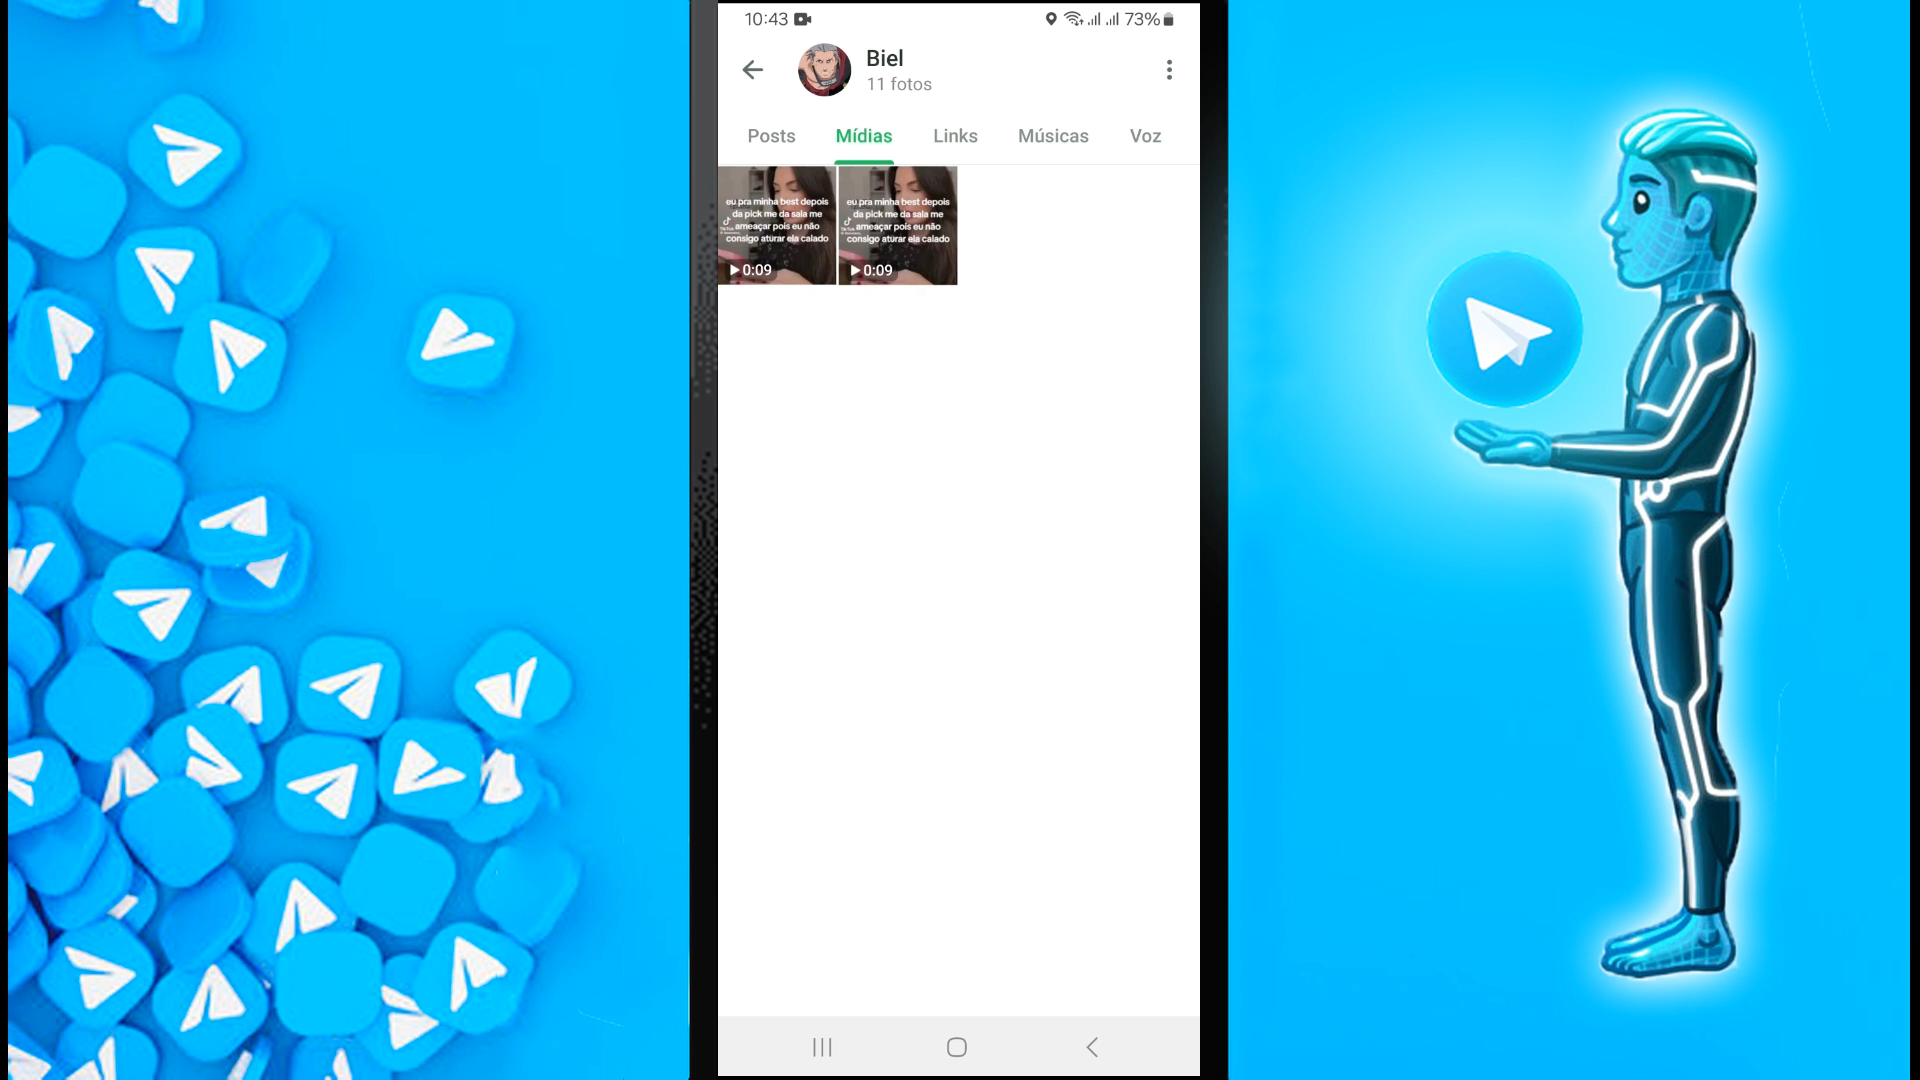 10:43
73%
Biel
11 fotos
Posts
Mídias
Links
Músicas
Voz
eu pra minha best depois
da pick me da sala me
ameaçar pois eu não
consigo aturar ela calado
0:09
eu pra minha best depois
da pick me da sala me
ameaçar pois eu não
consigo aturar ela calado
0:09